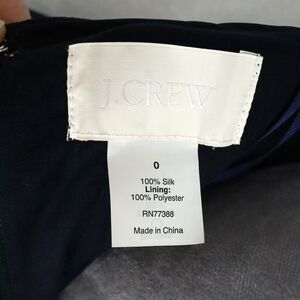 J.CREW
0
100% Silk
Lining:
100% Polyester
RN77388
Made in China